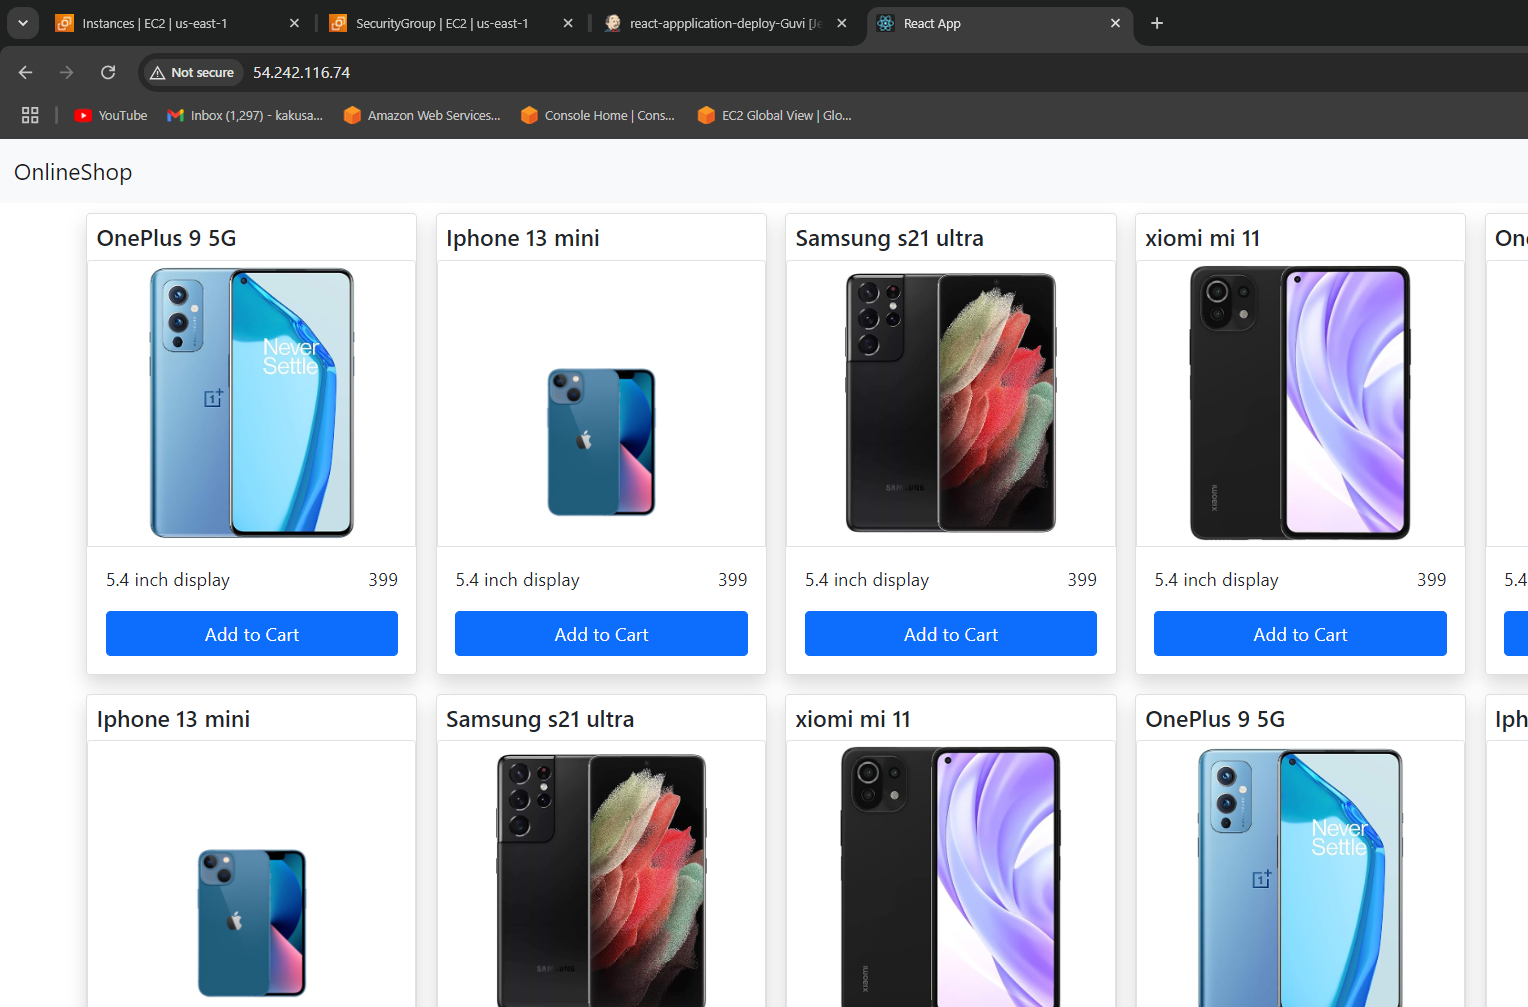 Instances | EC2 | us-east-1
SecurityGroup | EC2 | us-east-1
react-appplication-deploy-Guvi [Je
React App
Not secure
54.242.116.74
YouTube
Inbox (1,297) - kakusa...
Amazon Web Services...
Console Home | Cons...
EC2 Global View | Glo...
OnlineShop
OnePlus 9 5G
Iphone 13 mini
Samsung s21 ultra
xiomi mi 11
On
Never
Settle
SAMSUNG
xiaomi
5.4 inch display 399
5.4 inch display 399
5.4 inch display 399
5.4 inch display 399
5.4
Add to Cart
Add to Cart
Add to Cart
Add to Cart
Iphone 13 mini
Samsung s21 ultra
xiomi mi 11
OnePlus 9 5G
Iph
Never
Settle
SAMSUNG
xiaomi